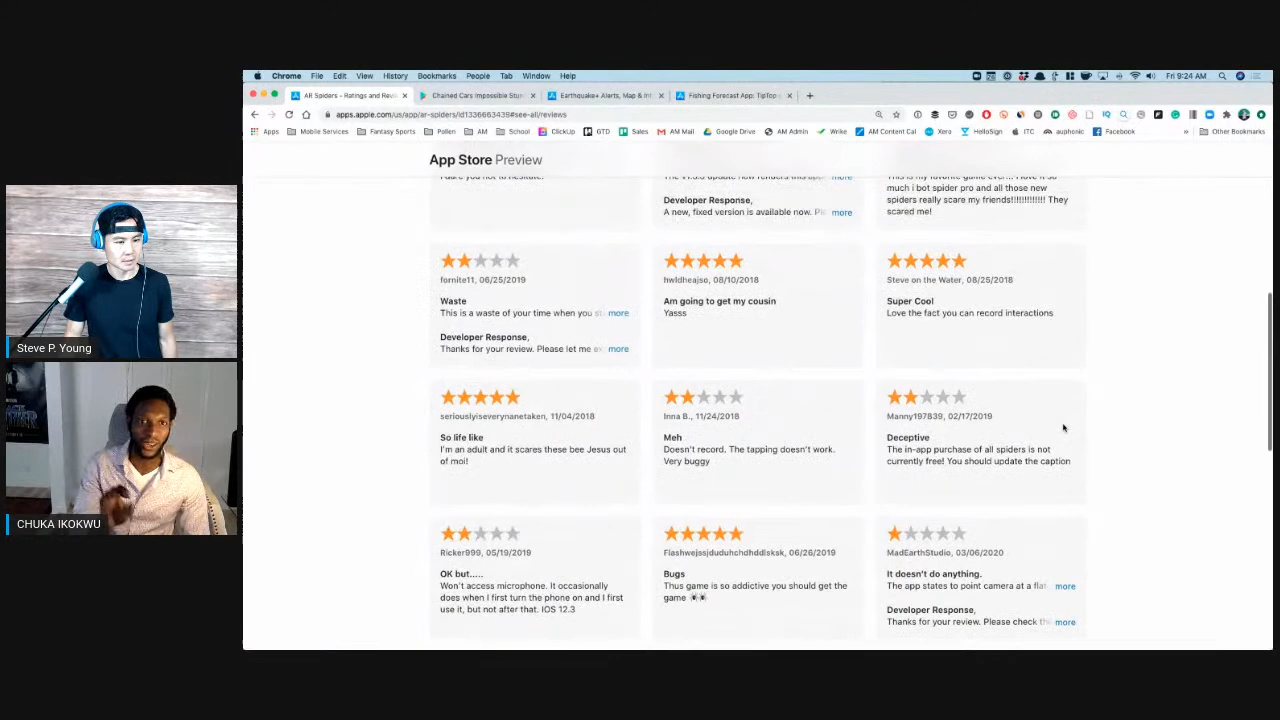 Chrome File Edit View History Bookmarks People Tab Window Help
Fri 9:24 AM
AR Spiders - Ratings and Revi
Chained Cars Impossible Stun
Earthquake+ Alerts, Map & Inf
Fishing Forecast App: TipTop
apps.apple.com/us/app/ar-spiders/id1336663439#see-all/reviews
Apps Mobile Services Fantasy Sports Pollen AM School ClickUp GTD Sales AM Mail Google Drive AM Admin Wrike AM Content Cal Xero HelloSign ITC auphonic Facebook » Other Bookmarks
App Store Preview
more
Developer Response,
A new, fixed version is available now.
more
much i bot spider pro and all those new
spiders really scare my friends!!!!!!!!!!!!! They
scared me!
fornite11, 06/25/2019
Waste
This is a waste of your time when you
more
Developer Response,
Thanks for your review. Please let me
more
hwldheajso, 08/10/2018
Am going to get my cousin
Yasss
Steve on the Water, 08/25/2018
Super Cool
Love the fact you can record interactions
seriouslyiseverynanetaken, 11/04/2018
So life like
I'm an adult and it scares these bee Jesus out
of moi!
Inna B., 11/24/2018
Meh
Doesn't record. The tapping doesn't work.
Very buggy
Manny197839, 02/17/2019
Deceptive
The in-app purchase of all spiders is not
currently free! You should update the caption
Ricker999, 05/19/2019
OK but.....
Won't access microphone. It occasionally
does when I first turn the phone on and I first
use it, but not after that. IOS 12.3
Flashwejssjduduhchdhddlsksk, 06/26/2019
Bugs
Thus game is so addictive you should get the
game
MadEarthStudio, 03/06/2020
It doesn't do anything.
The app states to point camera at a flat
more
Developer Response,
Thanks for your review. Please check
more
Steve P. Young
CHUKA IKOKWU